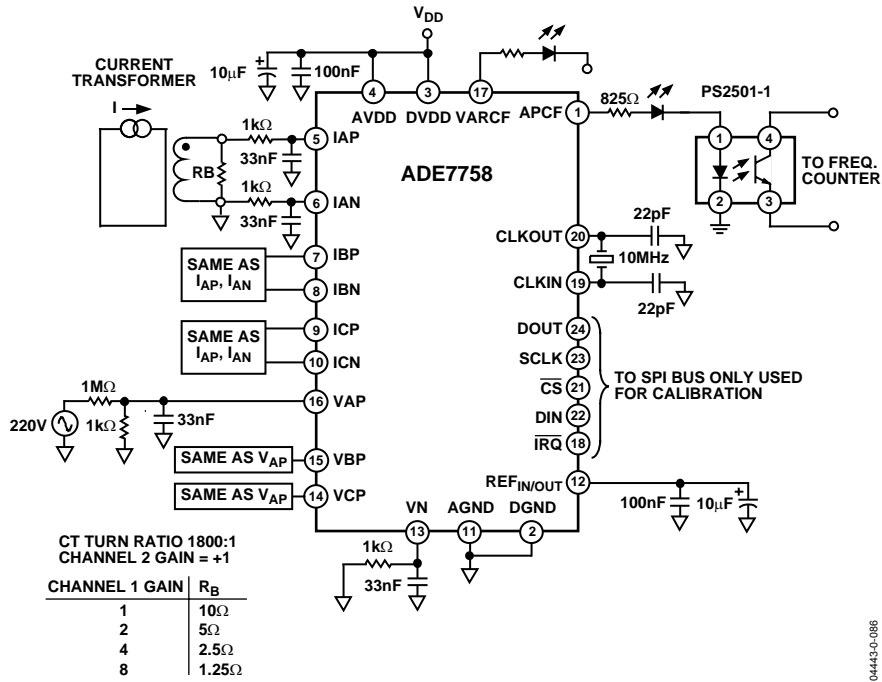 VDD
CURRENT
TRANSFORMER
I
10µF
+
100nF
4
3
17
AVDD
DVDD
VARCF
APCF
1
825Ω
PS2501-1
1
4
2
3
TO FREQ.
COUNTER
1kΩ
33nF
5
IAP
RB
ADE7758
1kΩ
33nF
6
IAN
22pF
CLKOUT
20
10MHz
CLKIN
19
22pF
SAME AS
IAP, IAN
7
IBP
8
IBN
SAME AS
IAP, IAN
9
ICP
10
ICN
DOUT
24
SCLK
23
CS
21
DIN
22
IRQ
18
TO SPI BUS ONLY USED
FOR CALIBRATION
220V
1MΩ
1kΩ
33nF
16
VAP
SAME AS VAP
15
VBP
SAME AS VAP
14
VCP
REFIN/OUT
12
100nF
10µF
+
VN
AGND
DGND
13
11
2
1kΩ
33nF
CT TURN RATIO 1800:1
CHANNEL 2 GAIN = +1
CHANNEL 1 GAIN RB
1 10Ω
2 5Ω
4 2.5Ω
8 1.25Ω
04443-0-086